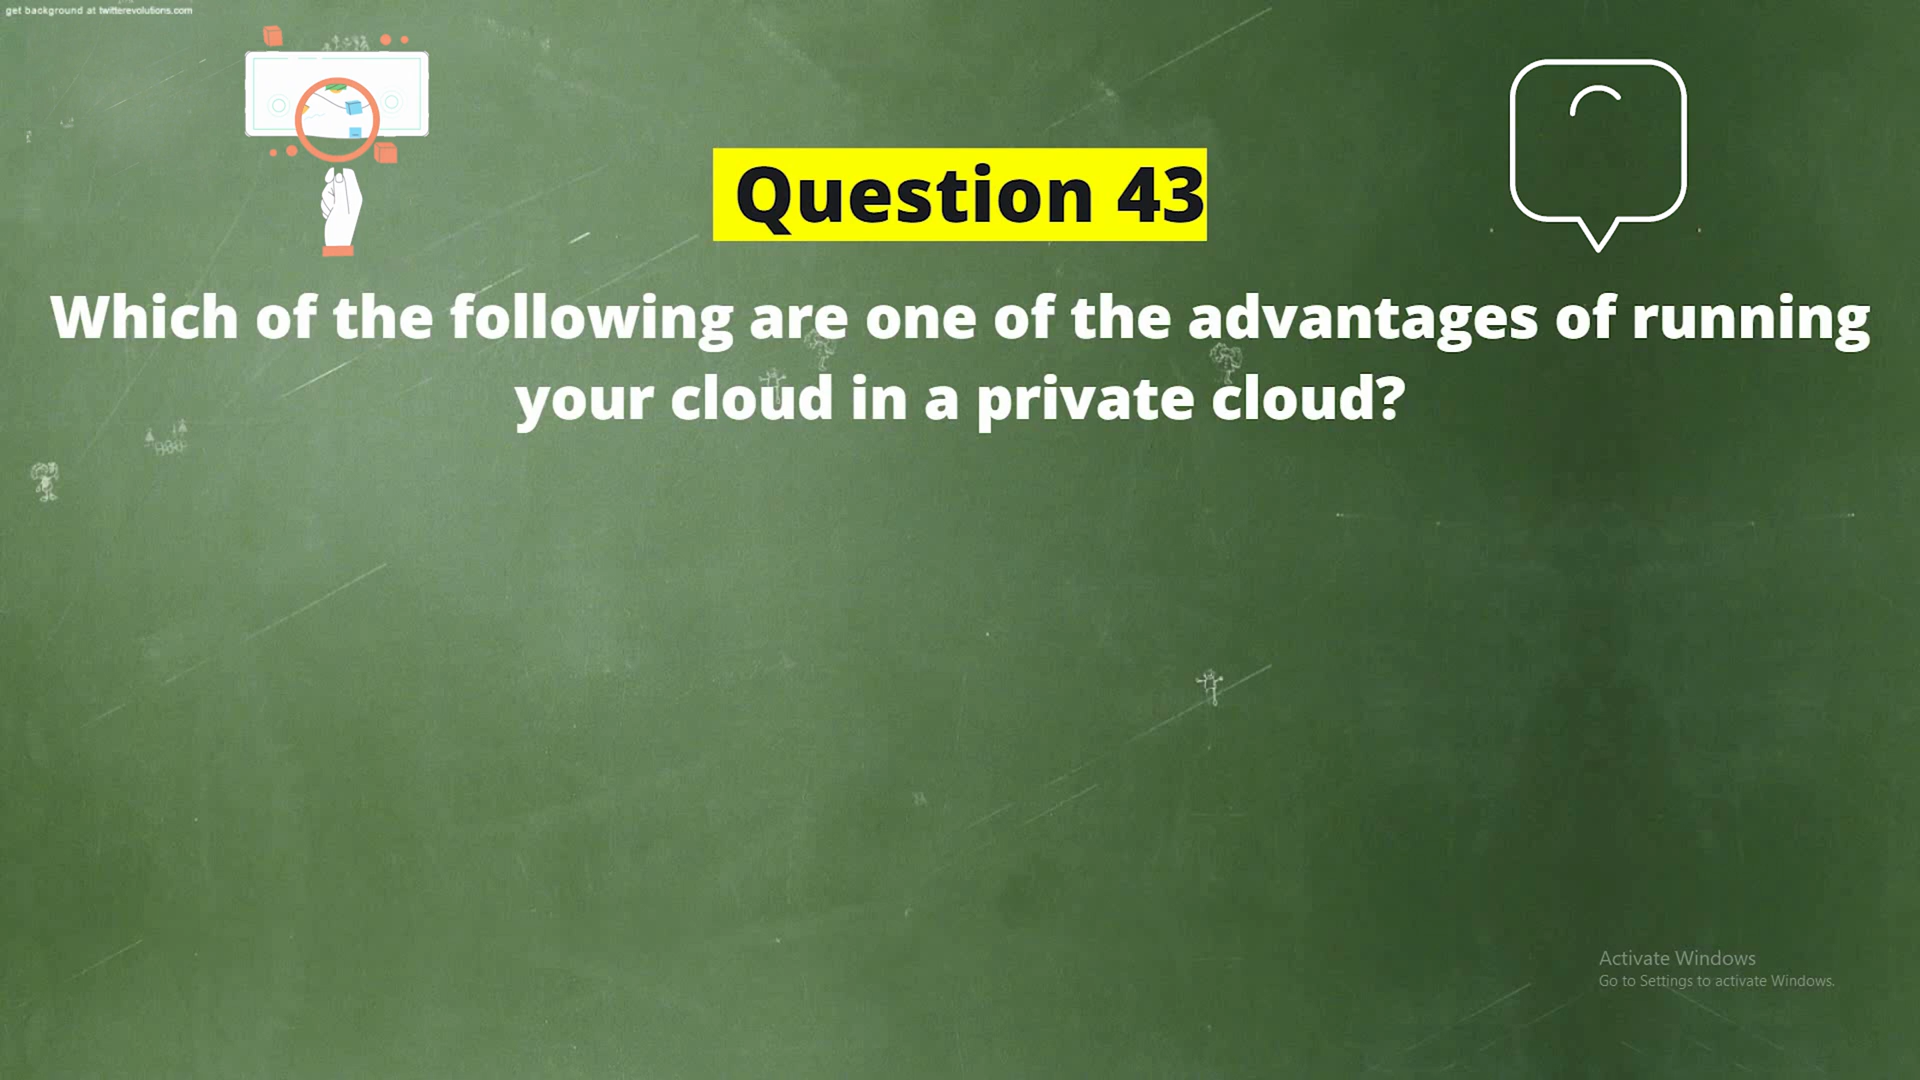 get background at twitterevolutions.com
Question 43
Which of the following are one of the advantages of running
your cloud in a private cloud?
Activate Windows
Go to Settings to activate Windows.